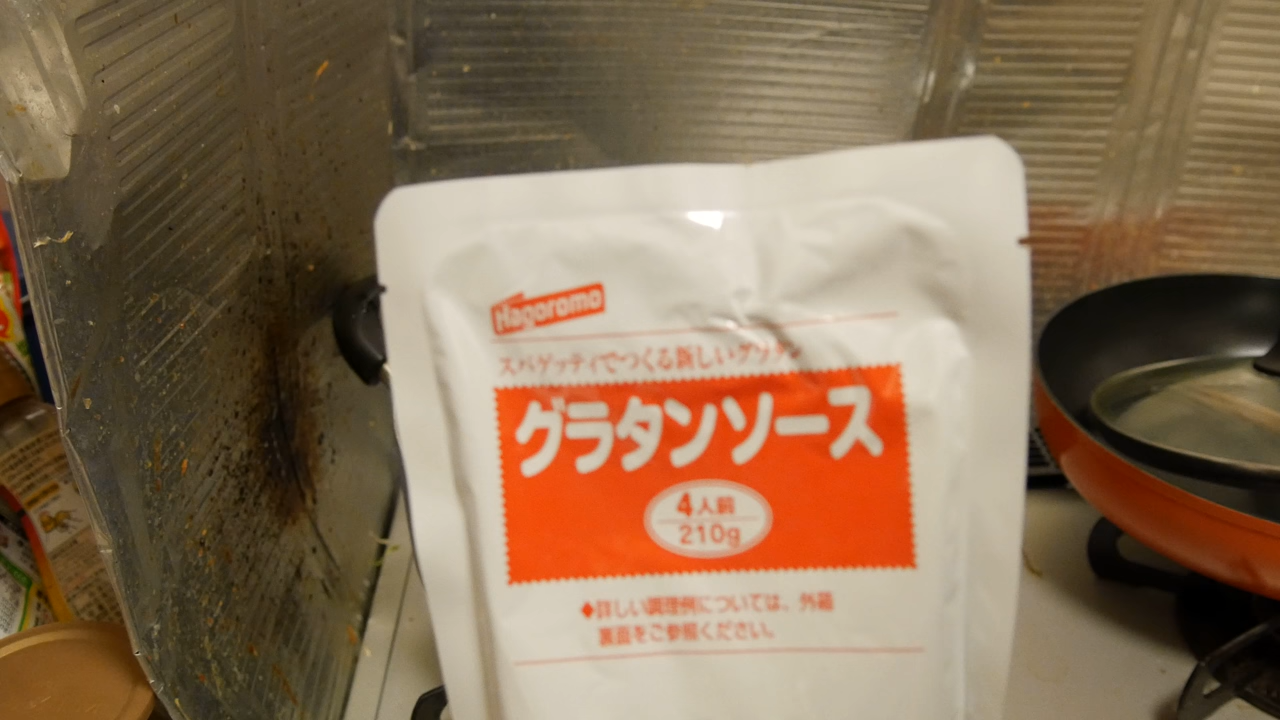 Hagoromo
スパゲッティでつくる新しいグラタン
グラタンソース
4人前
210g
◆詳しい調理例については、外箱
裏面をご参照ください。